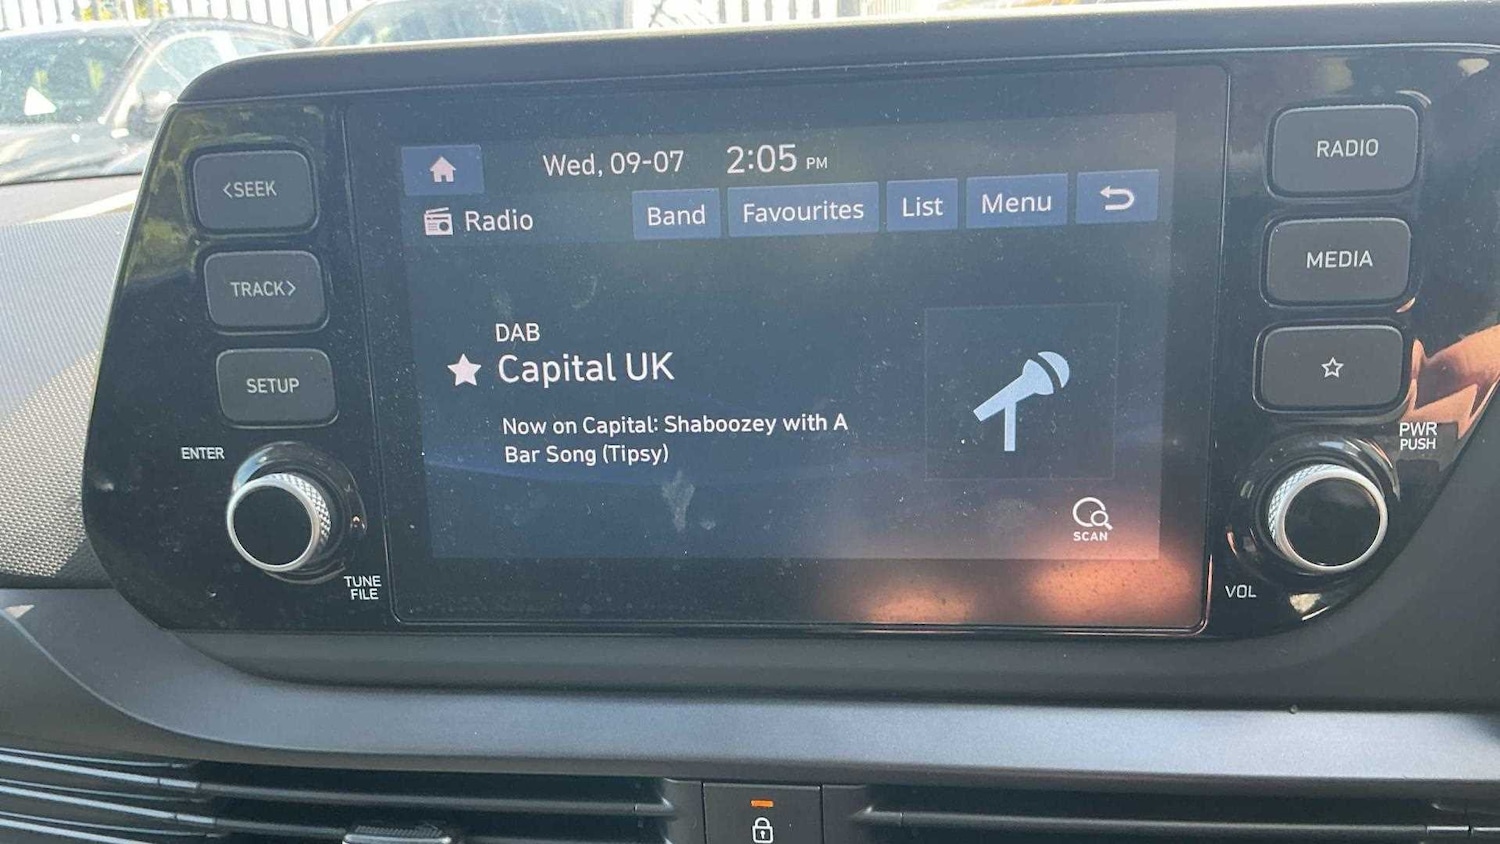 <SEEK
TRACK>
SETUP
ENTER
TUNE
FILE
Wed, 09-07 2:05 PM
Radio
Band Favourites List Menu
DAB
Capital UK
Now on Capital: Shaboozey with A
Bar Song (Tipsy)
SCAN
RADIO
MEDIA
PWR
PUSH
VOL